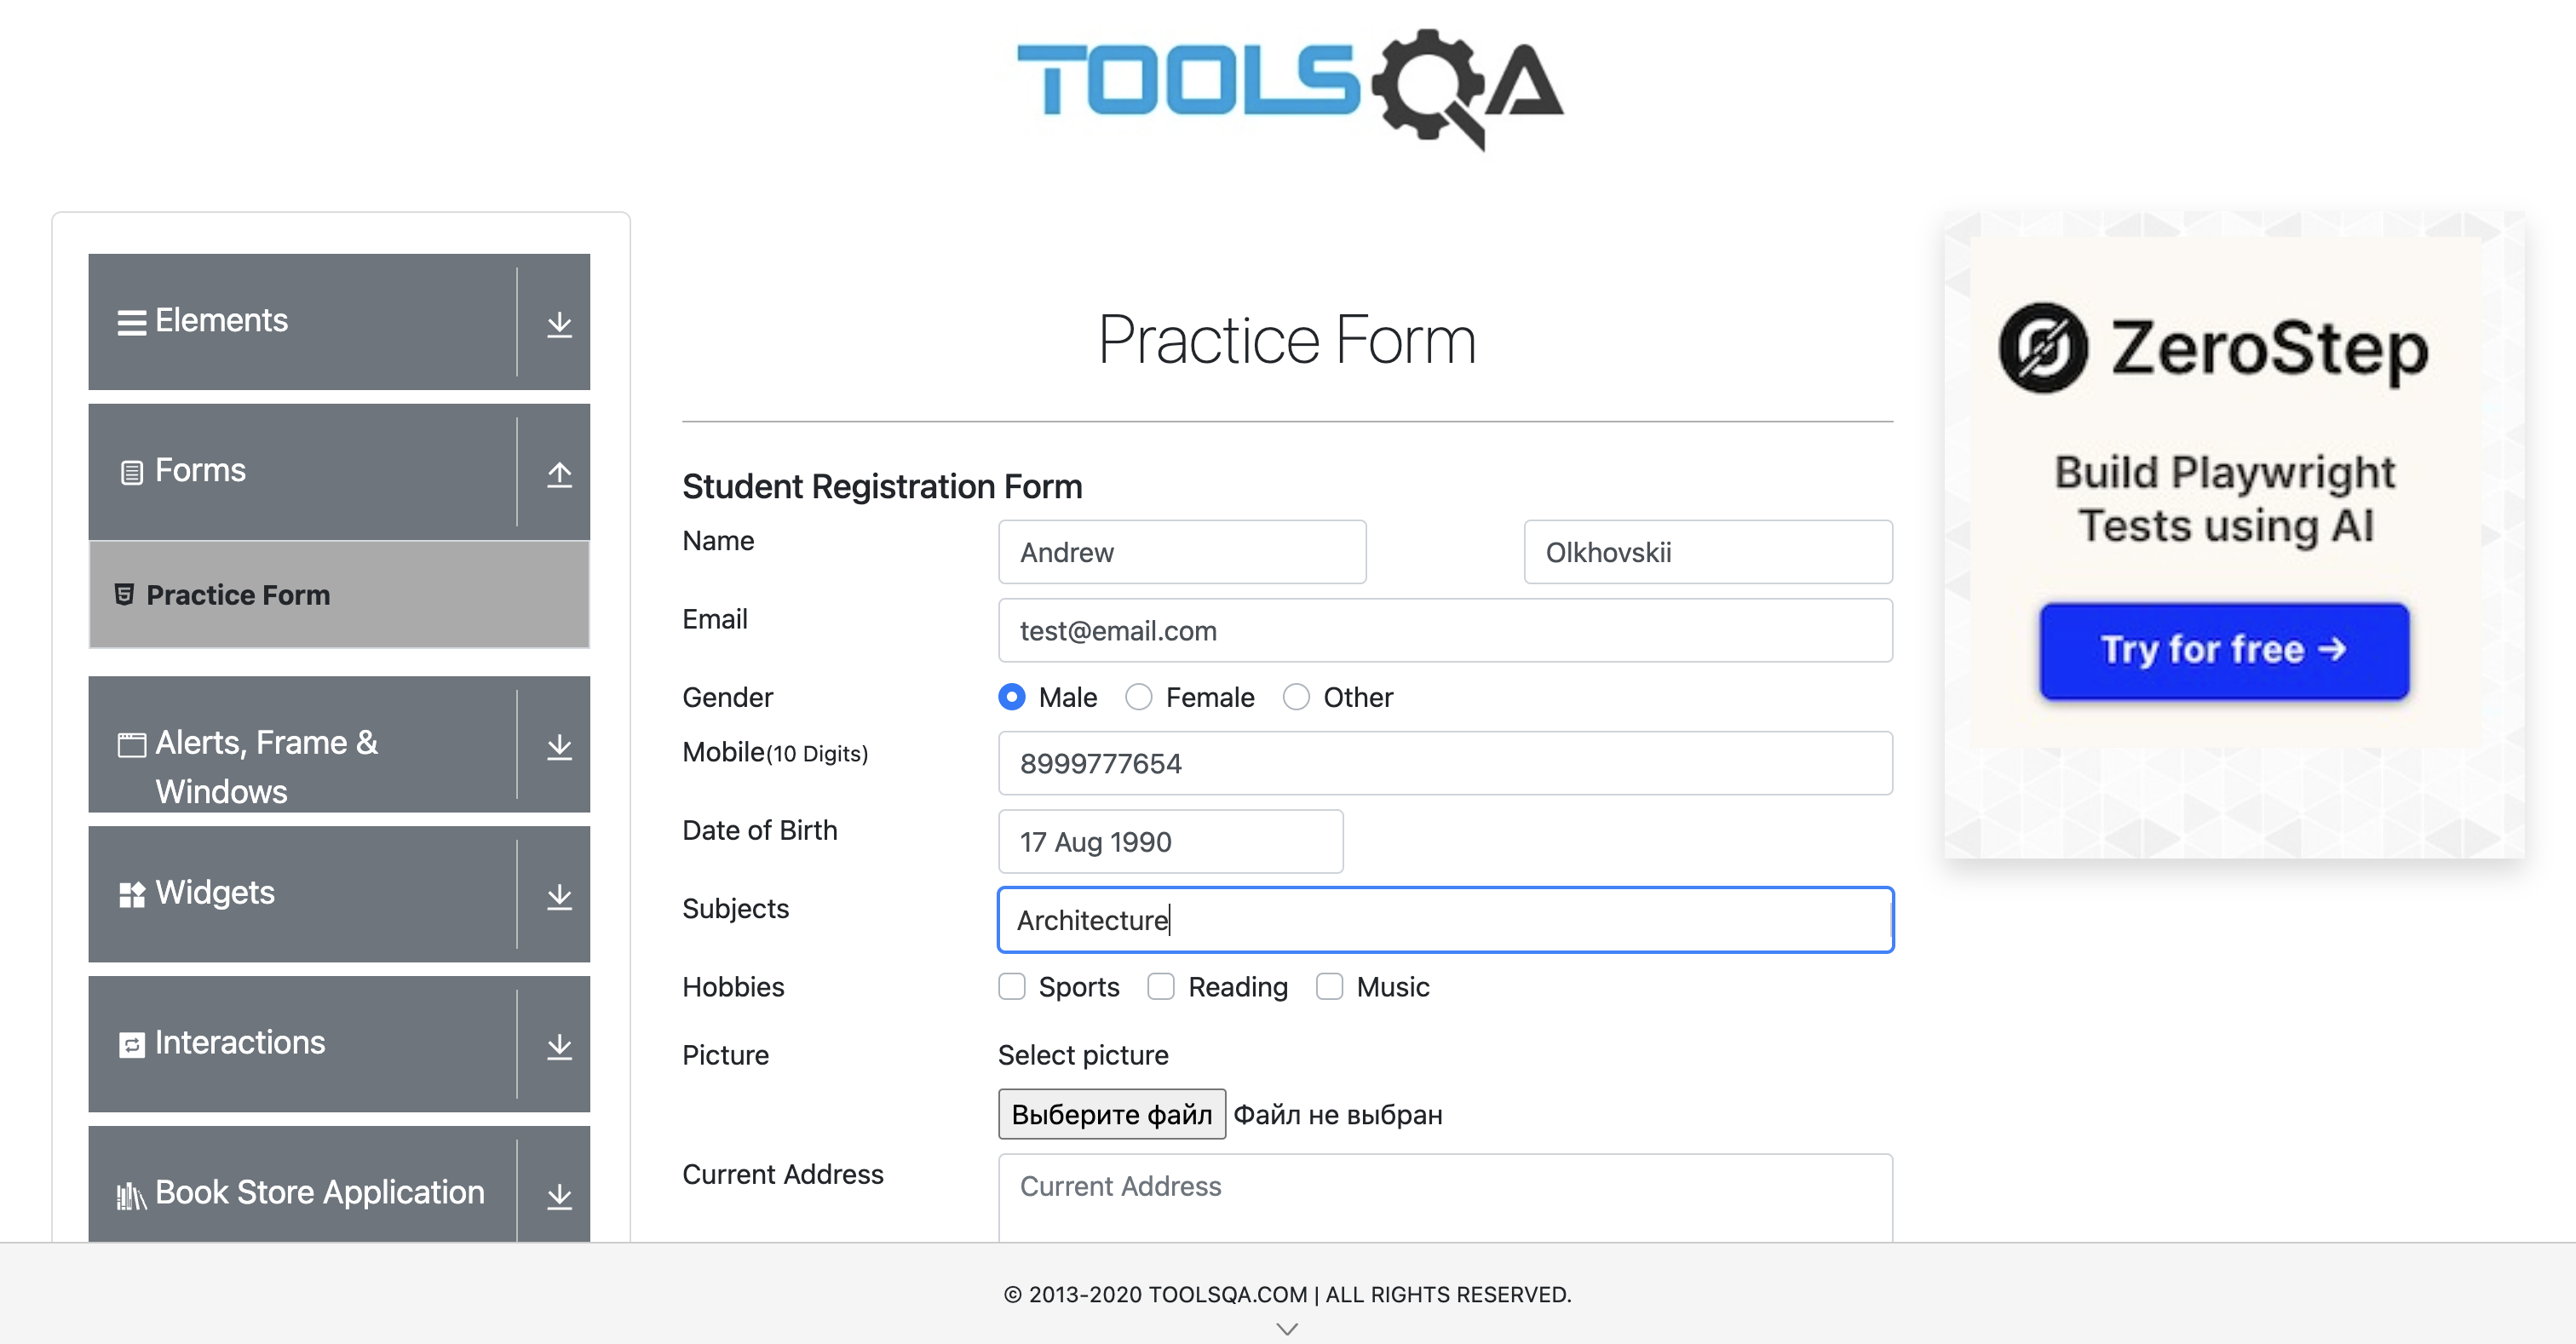 TOOLSQA
Elements
Forms
Practice Form
Alerts, Frame &
Windows
Widgets
Interactions
Book Store Application
Practice Form
Student Registration Form
Name
Andrew
Olkhovskii
Email
test@email.com
Gender
Male
Female
Other
Mobile(10 Digits)
8999777654
Date of Birth
17 Aug 1990
Subjects
Architecture
Hobbies
Sports
Reading
Music
Picture
Select picture
Выберите файл
Файл не выбран
Current Address
Current Address
ZeroStep
Build Playwright
Tests using AI
Try for free →
© 2013-2020 TOOLSQA.COM | ALL RIGHTS RESERVED.